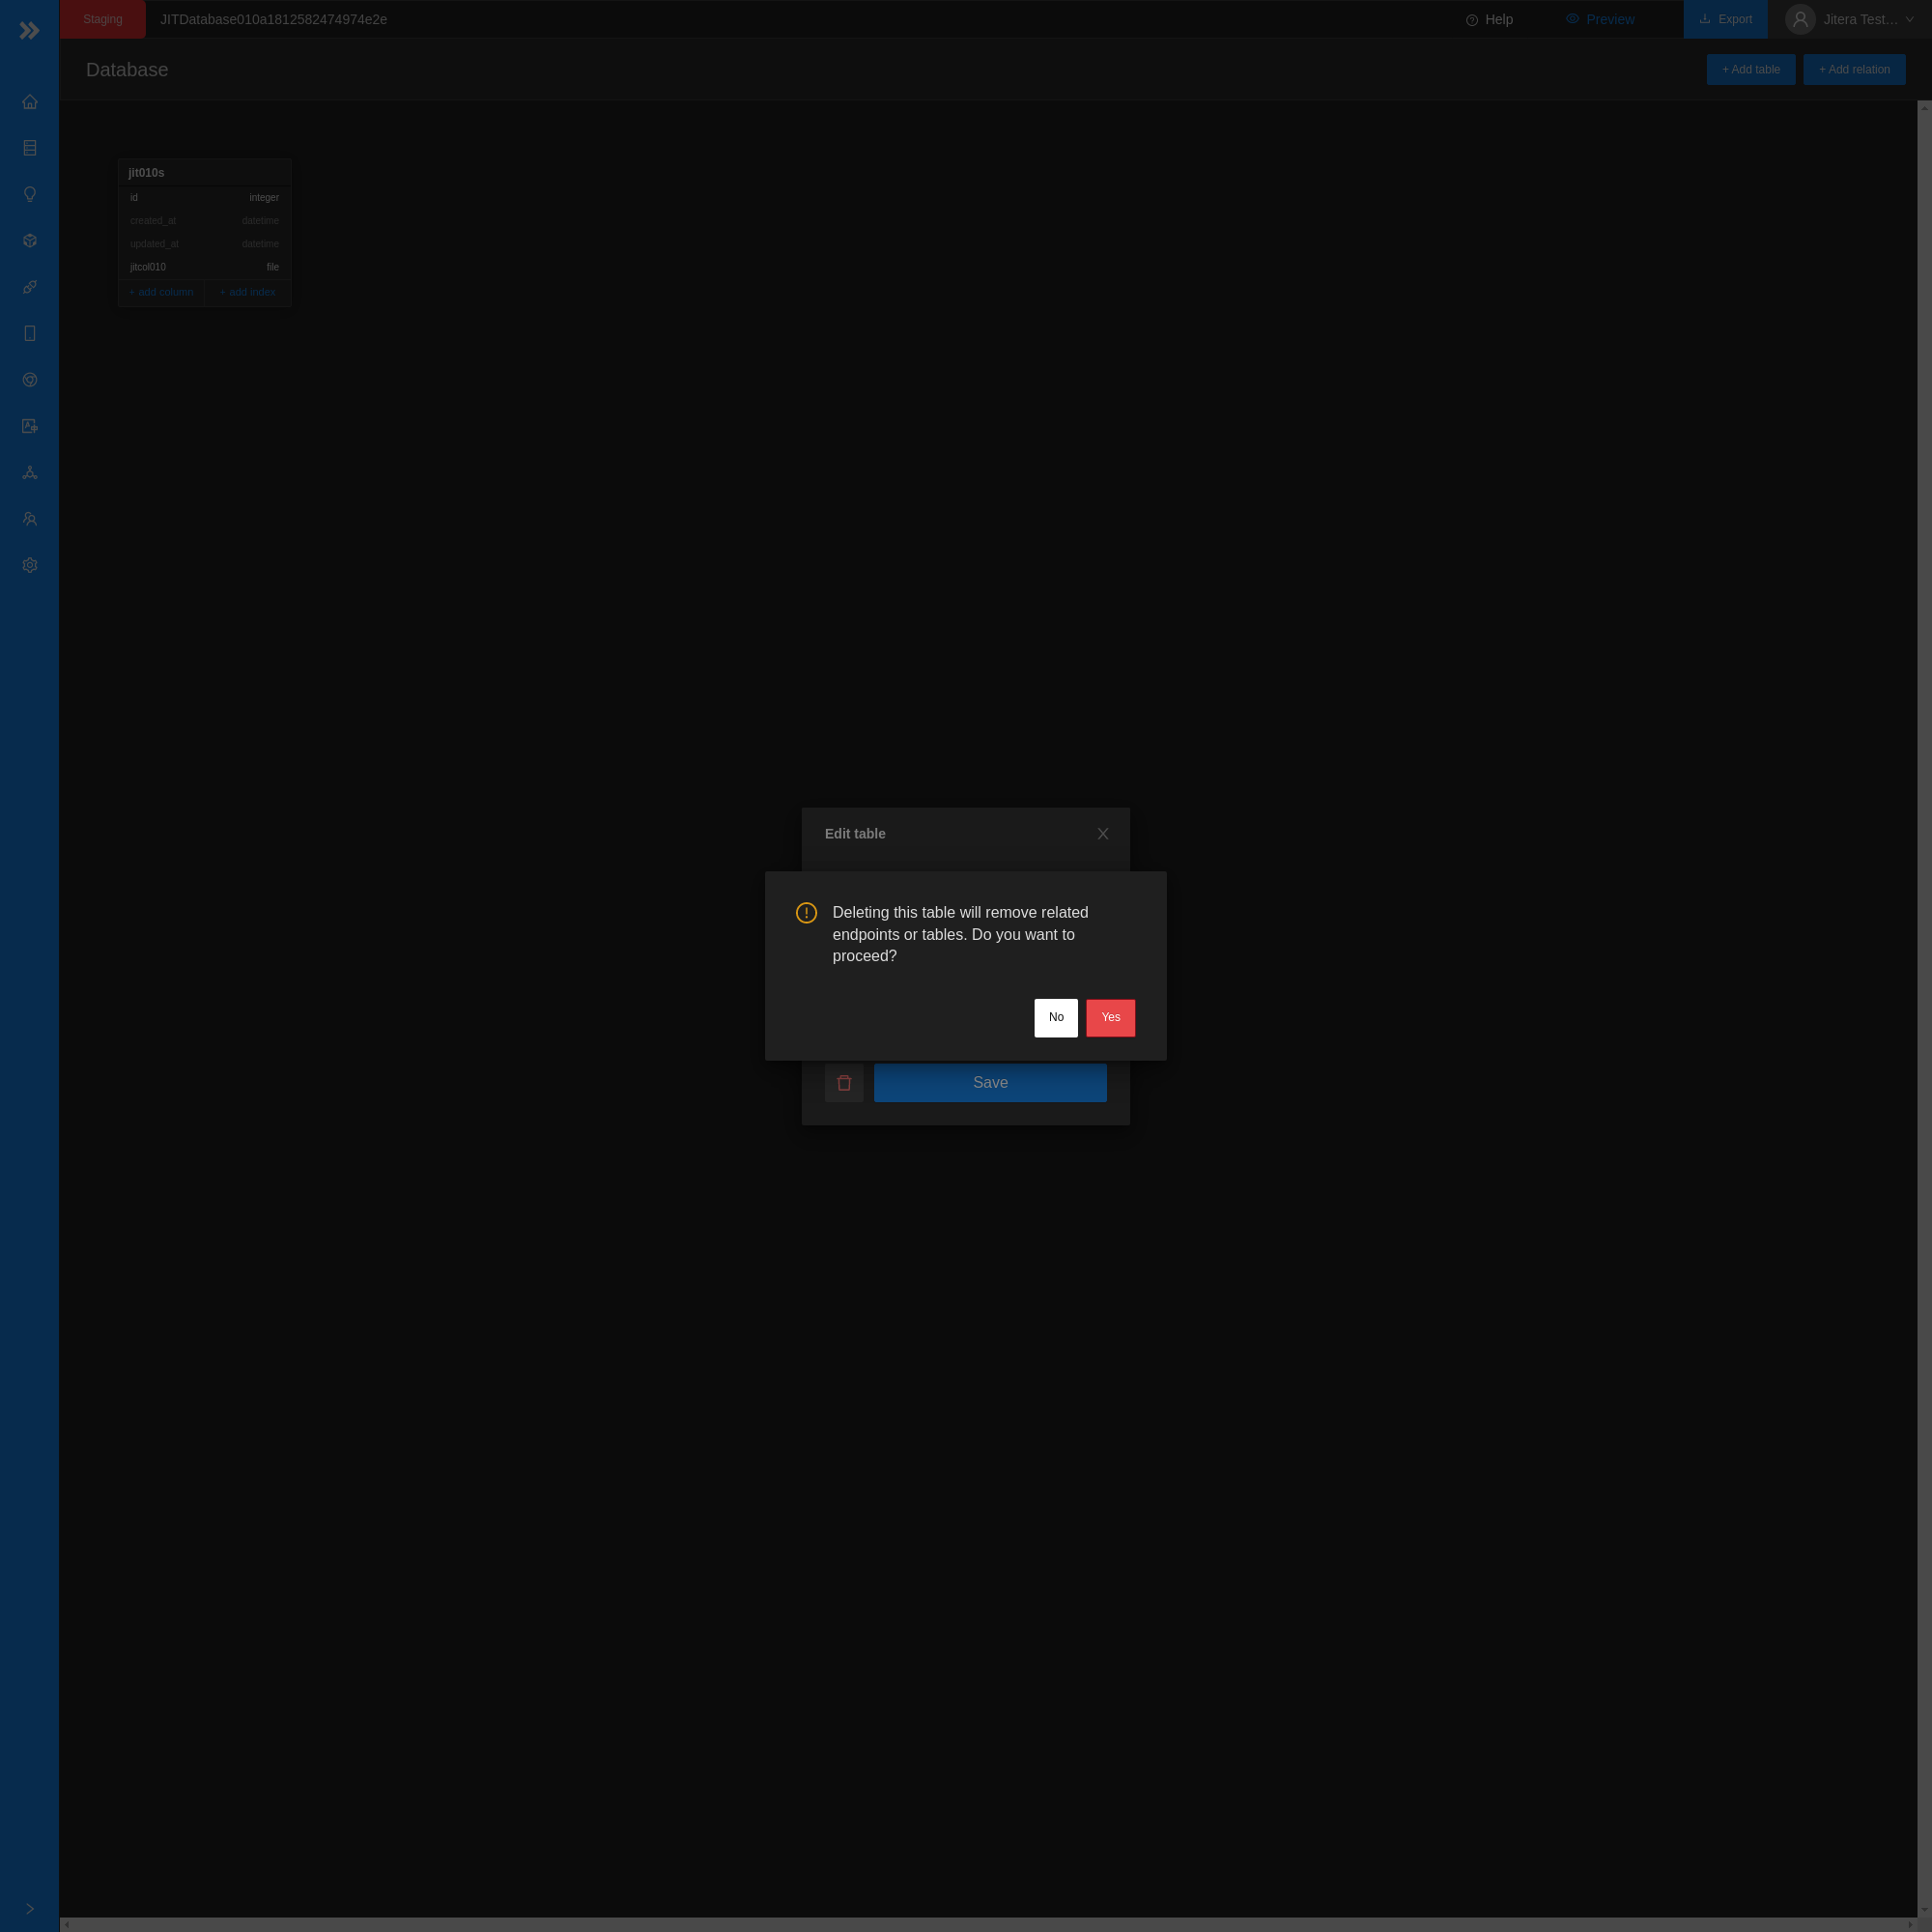 Staging
JITDatabase010a1812582474974e2e
Help
Preview
Export
Jitera Test...
Database
+ Add table
+ Add relation
jit010s
id integer
created_at datetime
updated_at datetime
jitcol010 file
+ add column + add index
Edit table
Deleting this table will remove related
endpoints or tables. Do you want to
proceed?
No
Yes
Save